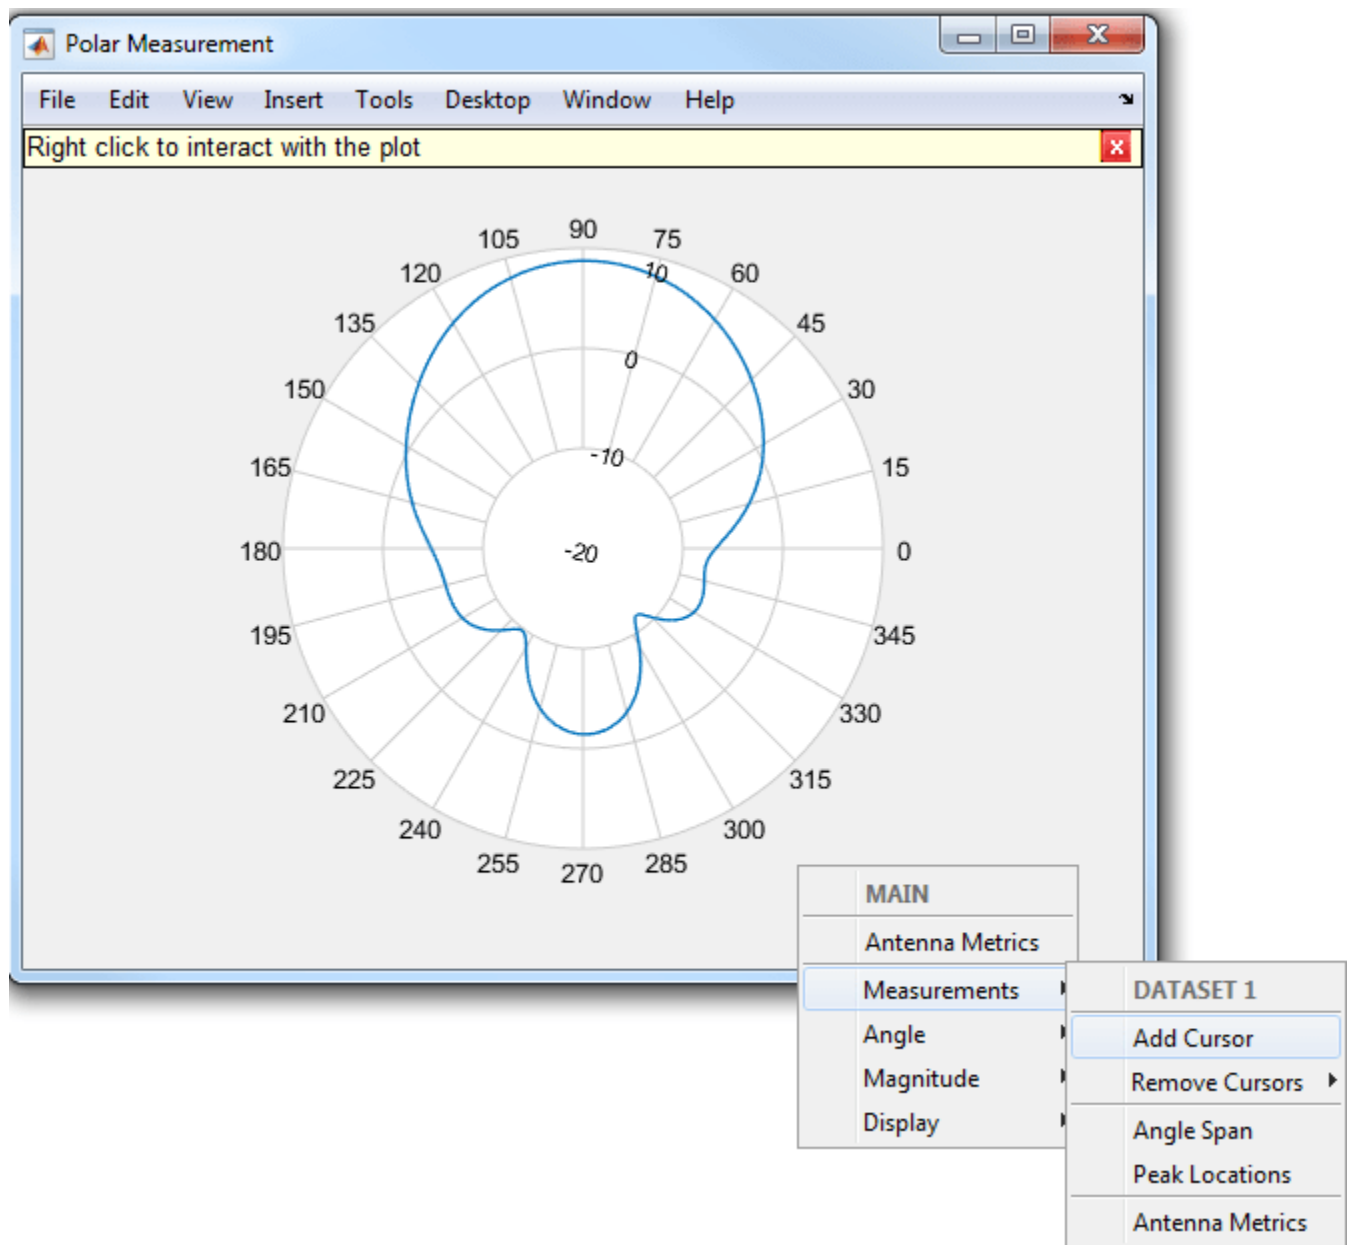 Polar Measurement
File Edit View Insert Tools Desktop Window Help
Right click to interact with the plot
90
105 75
120 10 60
135 45
0
150 30
-10
165 15
180 -20 0
195 345
210 330
225 315
240 300
255 270 285
MAIN
Antenna Metrics
Measurements
DATASET 1
Angle
Add Cursor
Magnitude
Remove Cursors
Display
Angle Span
Peak Locations
Antenna Metrics